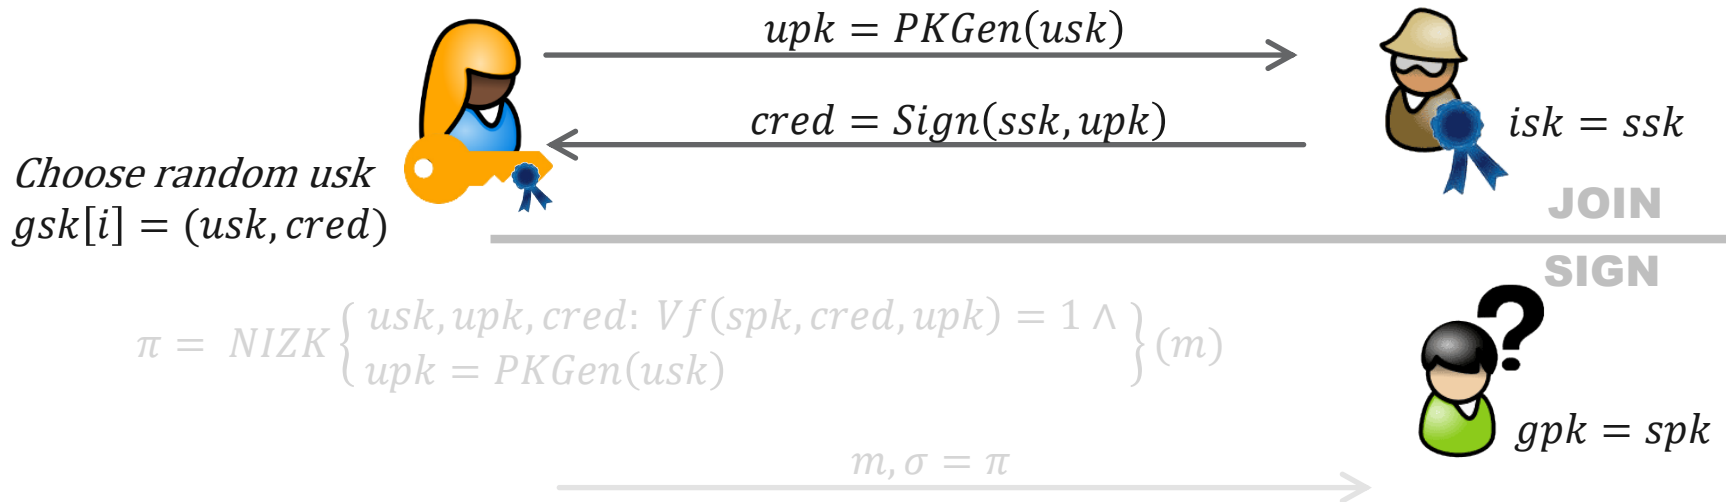 upk = PKGen(usk)
cred = Sign(ssk, upk)
isk = ssk
Choose random usk
gsk[i] = (usk, cred)
JOIN
SIGN
π = NIZK { usk, upk, cred: Vf(spk, cred, upk) = 1 ∧
upk = PKGen(usk) } (m)
?
gpk = spk
m, σ = π